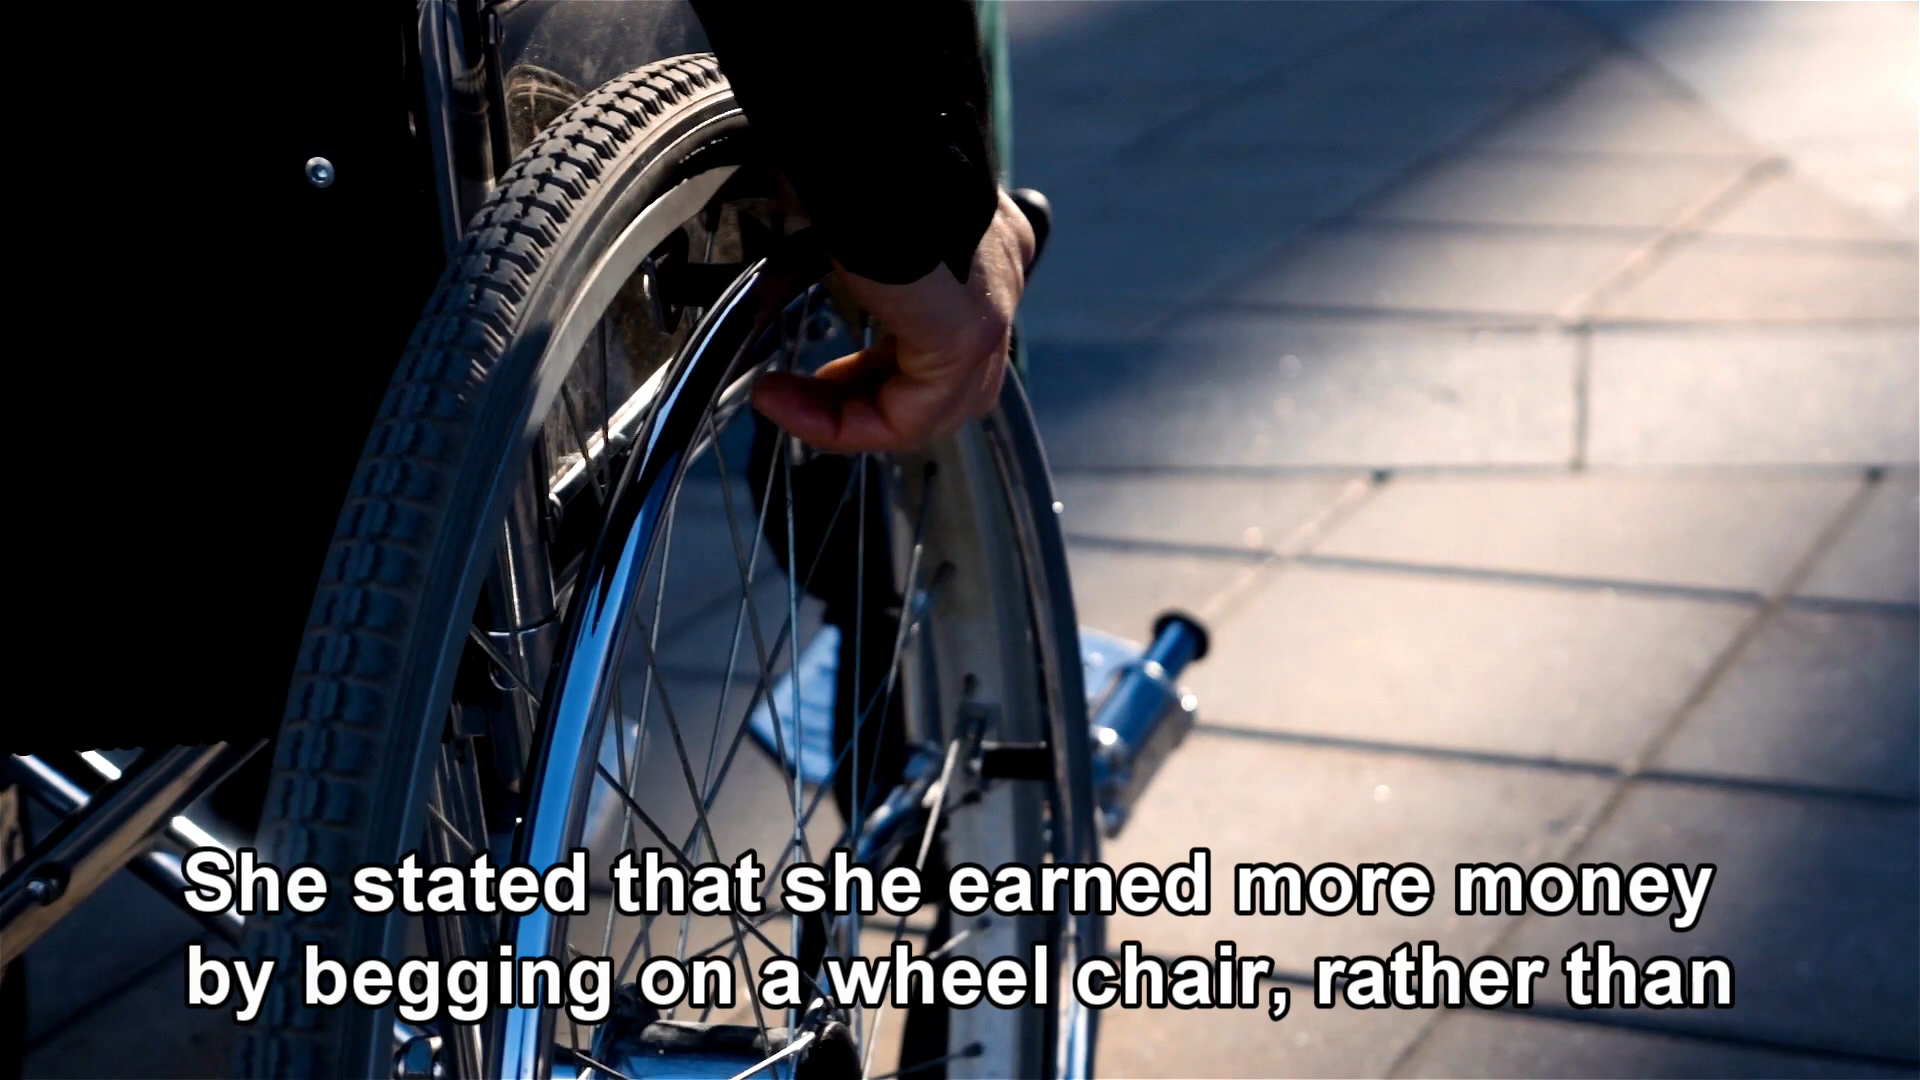 She stated that she earned more money
by begging on a wheel chair, rather than